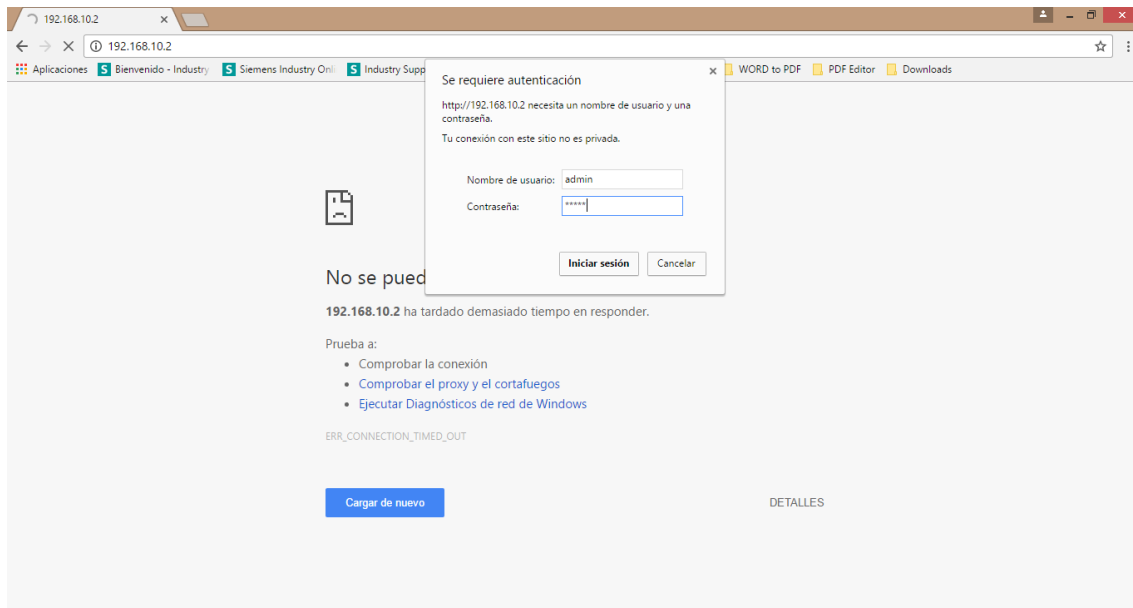 192.168.10.2
192.168.10.2
Aplicaciones
Bienvenido - Industry
Siemens Industry Onli
Industry Supp
WORD to PDF
PDF Editor
Downloads
Se requiere autenticación
http://192.168.10.2 necesita un nombre de usuario y una
contraseña.
Tu conexión con este sitio no es privada.
Nombre de usuario: admin
Contraseña: *****
Iniciar sesión
Cancelar
No se pued
192.168.10.2 ha tardado demasiado tiempo en responder.
Prueba a:
• Comprobar la conexión
• Comprobar el proxy y el cortafuegos
• Ejecutar Diagnósticos de red de Windows
ERR_CONNECTION_TIMED_OUT
Cargar de nuevo
DETALLES